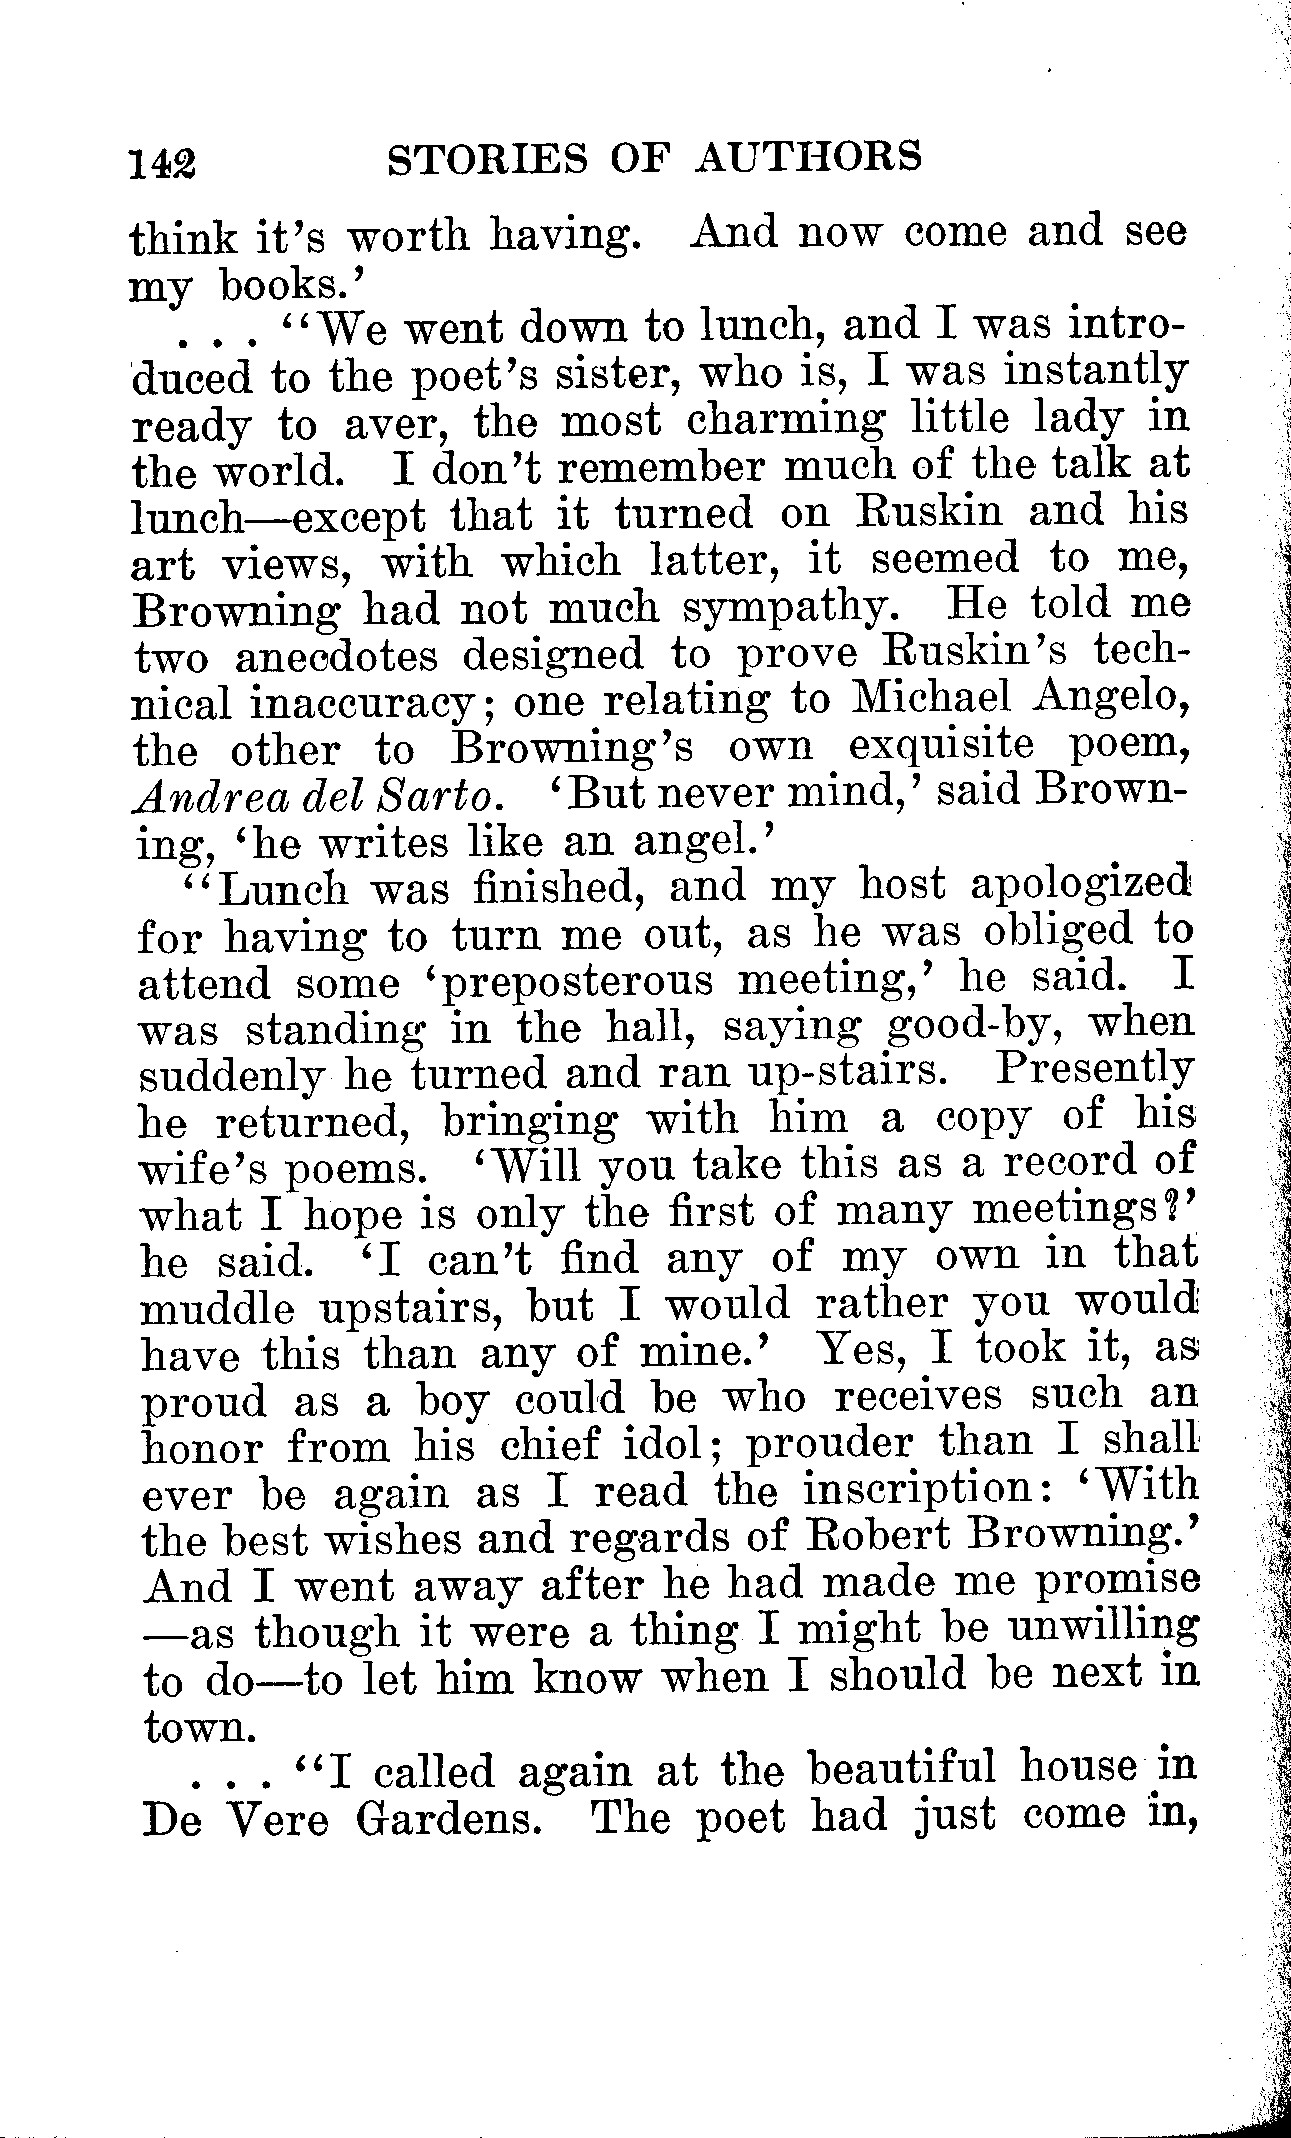 142 STORIES OF AUTHORS
think it's worth having. And now come and see
my books.'
. . . "We went down to lunch, and I was intro-
duced to the poet's sister, who is, I was instantly
ready to aver, the most charming little lady in
the world. I don't remember much of the talk at
lunch—except that it turned on Ruskin and his
art views, with which latter, it seemed to me,
Browning had not much sympathy. He told me
two anecdotes designed to prove Ruskin's tech-
nical inaccuracy; one relating to Michael Angelo,
the other to Browning's own exquisite poem,
Andrea del Sarto. 'But never mind,' said Brown-
ing, 'he writes like an angel.'
"Lunch was finished, and my host apologized
for having to turn me out, as he was obliged to
attend some 'preposterous meeting,' he said. I
was standing in the hall, saying good-by, when
suddenly he turned and ran up-stairs. Presently
he returned, bringing with him a copy of his
wife's poems. 'Will you take this as a record of
what I hope is only the first of many meetings?'
he said. 'I can't find any of my own in that
muddle upstairs, but I would rather you would
have this than any of mine.' Yes, I took it, as
proud as a boy could be who receives such an
honor from his chief idol; prouder than I shall
ever be again as I read the inscription: 'With
the best wishes and regards of Robert Browning.'
And I went away after he had made me promise
—as though it were a thing I might be unwilling
to do—to let him know when I should be next in
town.
. . . "I called again at the beautiful house in
De Vere Gardens. The poet had just come in,